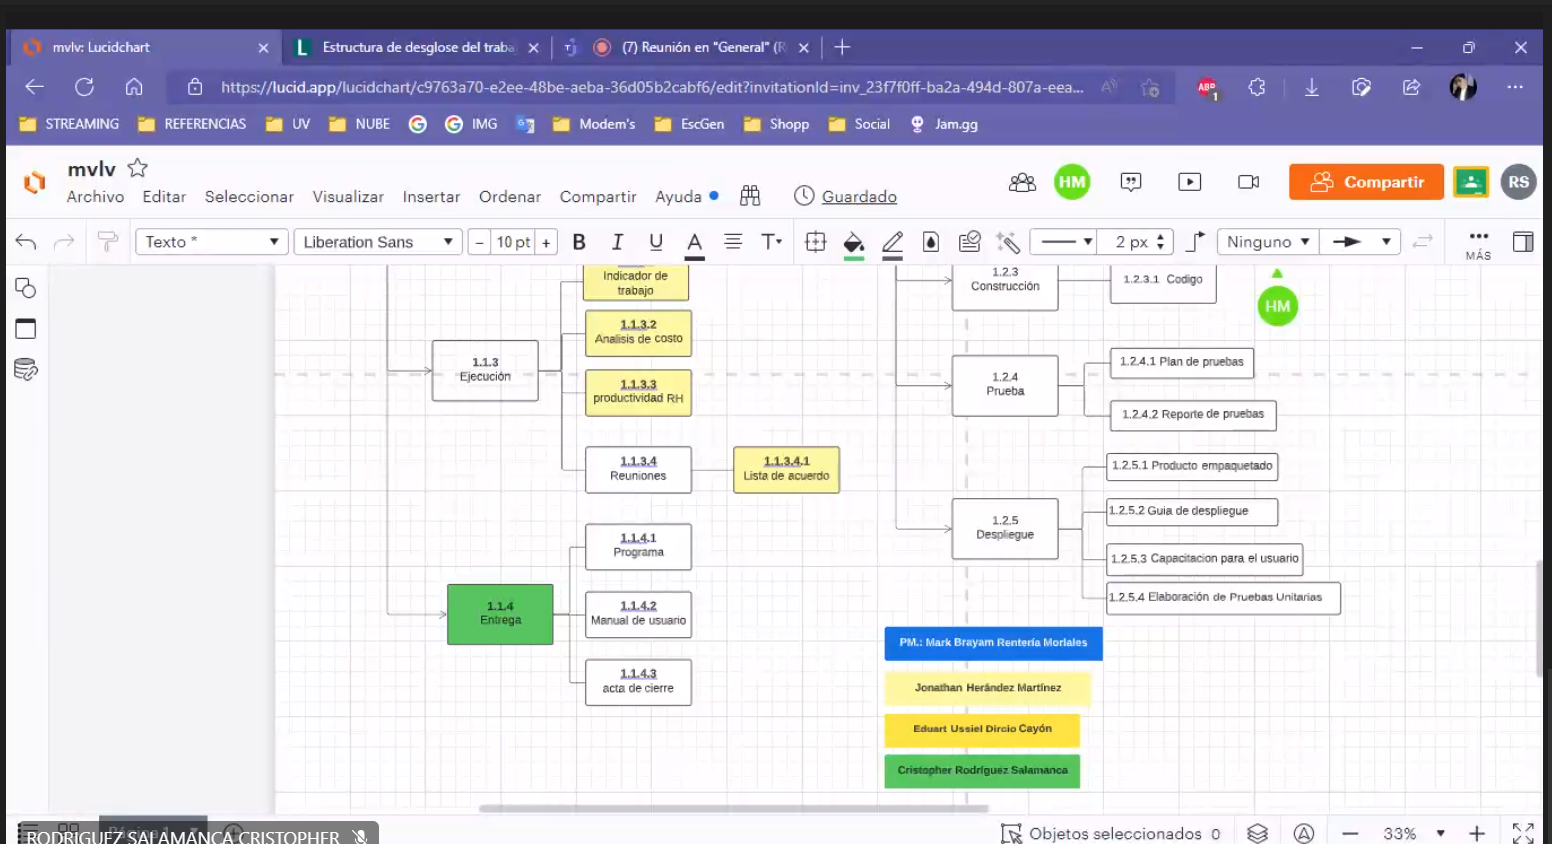 mvlv: Lucidchart
Estructura de desglose del traba
(7) Reunión en "General" (R
https://lucid.app/lucidchart/c9763a70-e2ee-48be-aeba-36d05b2cabf6/edit?invitationId=inv_23f7f0ff-ba2a-494d-807a-eea...
ABP
1
STREAMING
REFERENCIAS
UV
NUBE
IMG
Modem's
EscGen
Shopp
Social
Jam.gg
mvlv
Archivo Editar Seleccionar Visualizar Insertar Ordenar Compartir Ayuda
Guardado
HM
Compartir
RS
Texto *
Liberation Sans
− 10 pt +
B I U A T
2 px
Ninguno
MÁS
Indicador de
trabajo
1.1.3.2
Analisis de costo
1.1.3
Ejecución
1.1.3.3
productividad RH
1.1.3.4
Reuniones
1.1.3.4.1
Lista de acuerdo
1.1.4.1
Programa
1.1.4
Entrega
1.1.4.2
Manual de usuario
1.1.4.3
acta de cierre
1.2.3
Construcción
1.2.3.1 Codigo
HM
1.2.4
Prueba
1.2.4.1 Plan de pruebas
1.2.4.2 Reporte de pruebas
1.2.5
Despliegue
1.2.5.1 Producto empaquetado
1.2.5.2 Guia de despliegue
1.2.5.3 Capacitacion para el usuario
1.2.5.4 Elaboración de Pruebas Unitarias
PM.: Mark Brayam Rentería Morlales
Jonathan Herández Martínez
Eduart Ussiel Dircio Cayón
Cristopher Rodríguez Salamanca
Página 1
RODRIGUEZ SALAMANCA CRISTOPHER
Objetos seleccionados 0
33%